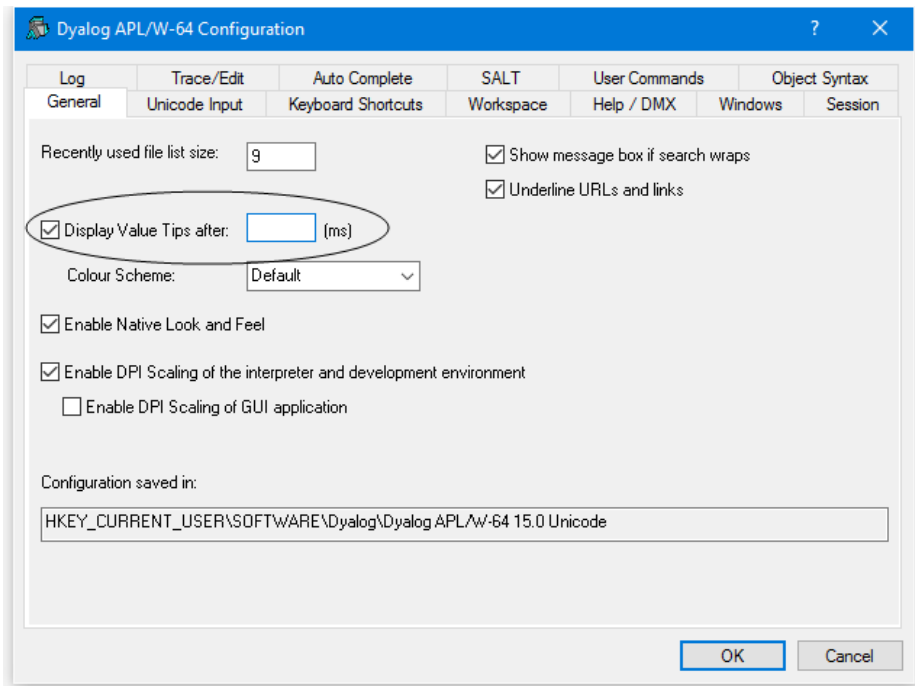 Dyalog APL/W-64 Configuration ? ×
Log Trace/Edit Auto Complete SALT User Commands Object Syntax
General Unicode Input Keyboard Shortcuts Workspace Help / DMX Windows Session
Recently used file list size: 9
Show message box if search wraps
Underline URLs and links
Display Value Tips after: (ms)
Colour Scheme: Default
Enable Native Look and Feel
Enable DPI Scaling of the interpreter and development environment
Enable DPI Scaling of GUI application
Configuration saved in:
HKEY_CURRENT_USER\SOFTWARE\Dyalog\Dyalog APL/W-64 15.0 Unicode
OK Cancel